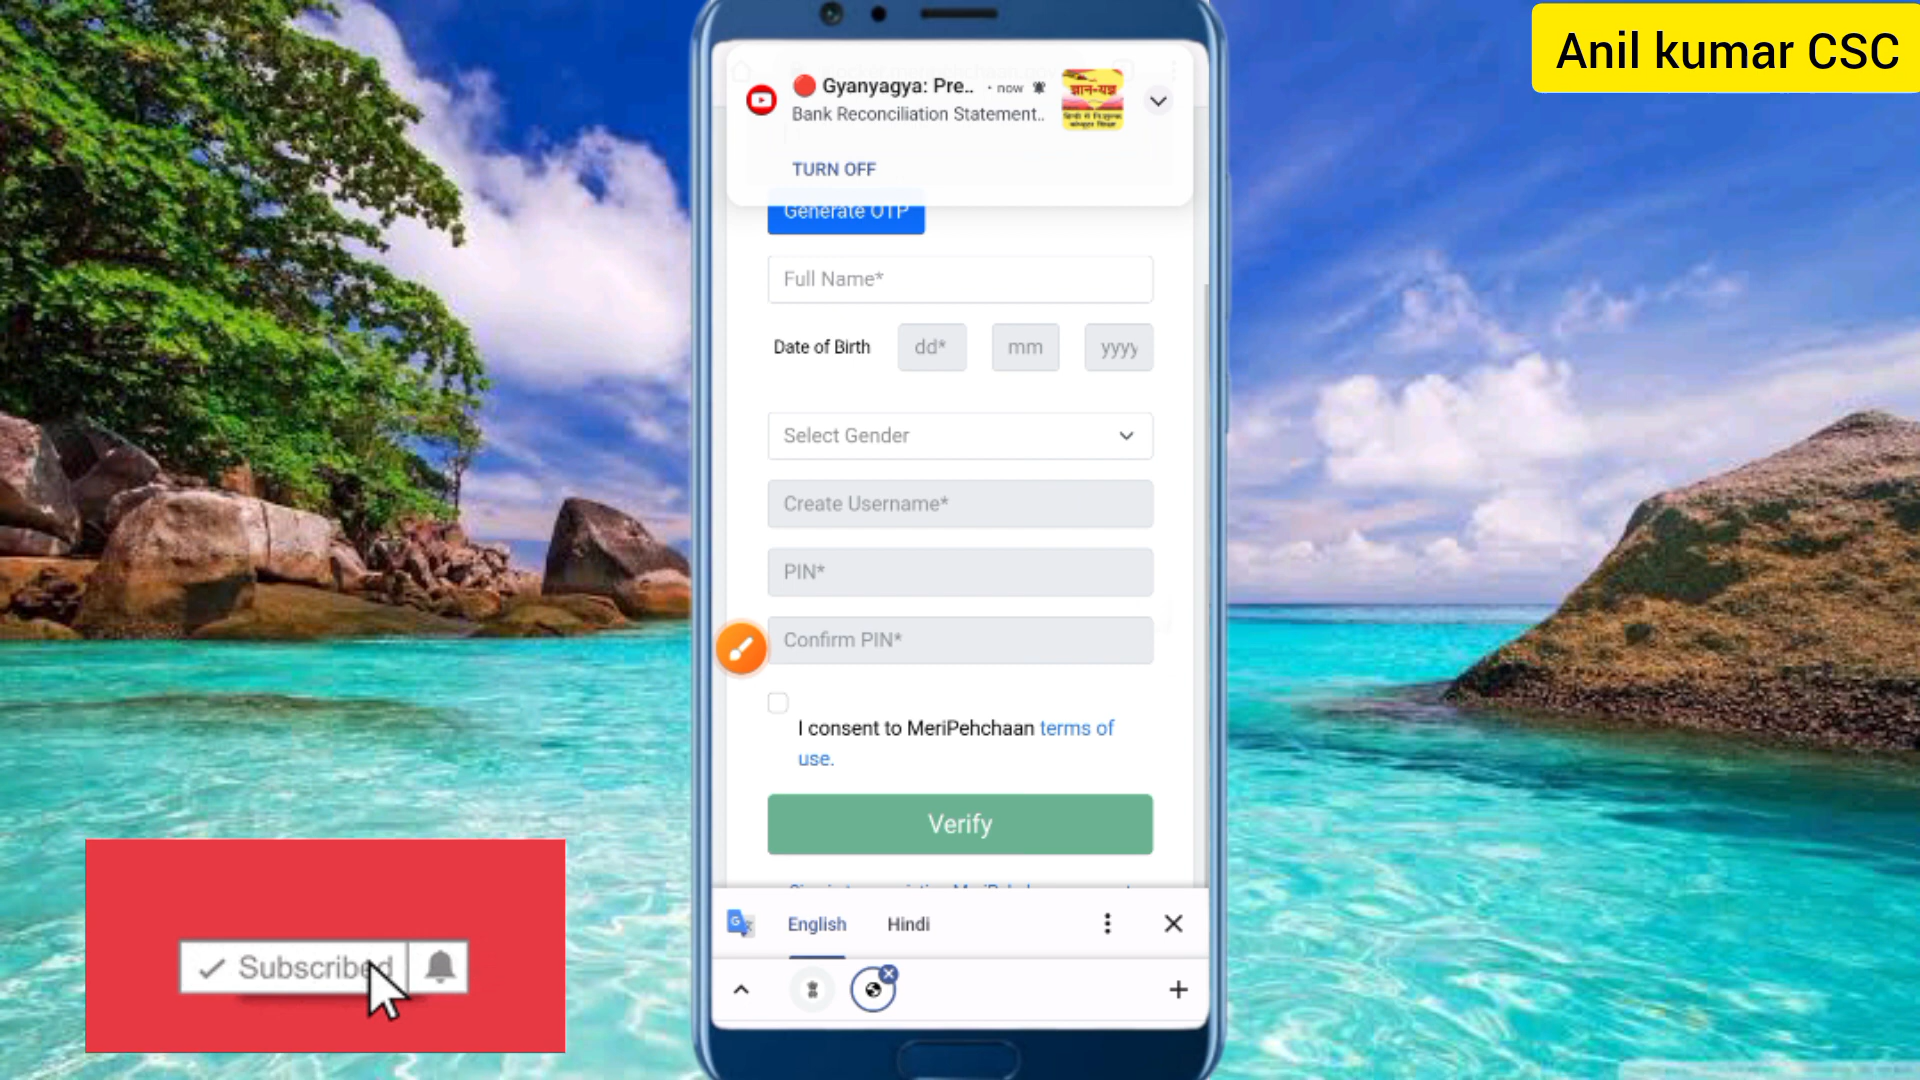 Anil kumar CSC
Gyanyagya: Pre.. • now
Bank Reconciliation Statement..
ज्ञान-यज्ञ
TURN OFF
Generate OTP
Full Name*
Date of Birth dd* mm yyyy
Select Gender
Create Username*
PIN*
Confirm PIN*
I consent to MeriPehchaan terms of
use.
Verify
English Hindi
Subscribed